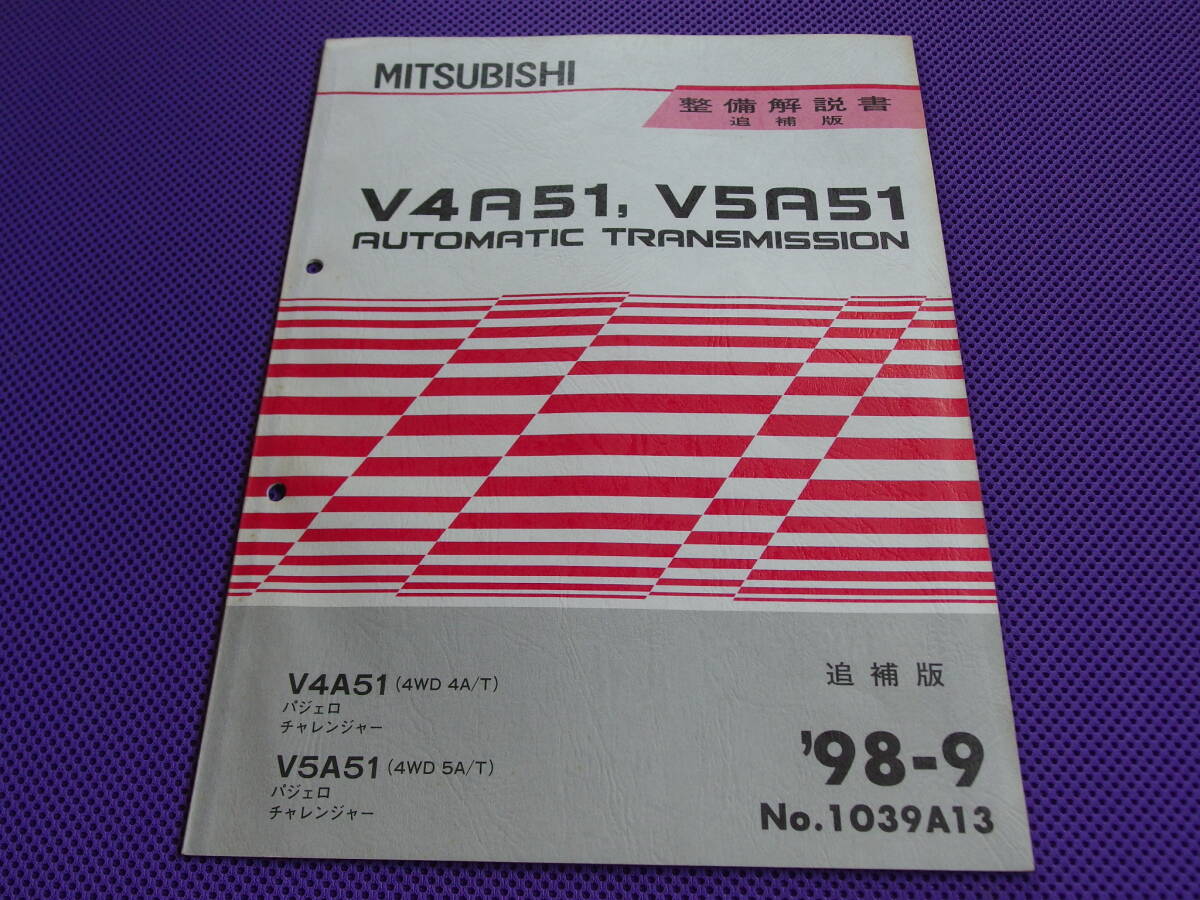 MITSUBISHI
整備解説書
追補版
V4A51, V5A51
AUTOMATIC TRANSMISSION
V4A51 (4WD 4A/T)
パジェロ
チャレンジャー
V5A51 (4WD 5A/T)
パジェロ
チャレンジャー
追補版
'98-9
No.1039A13